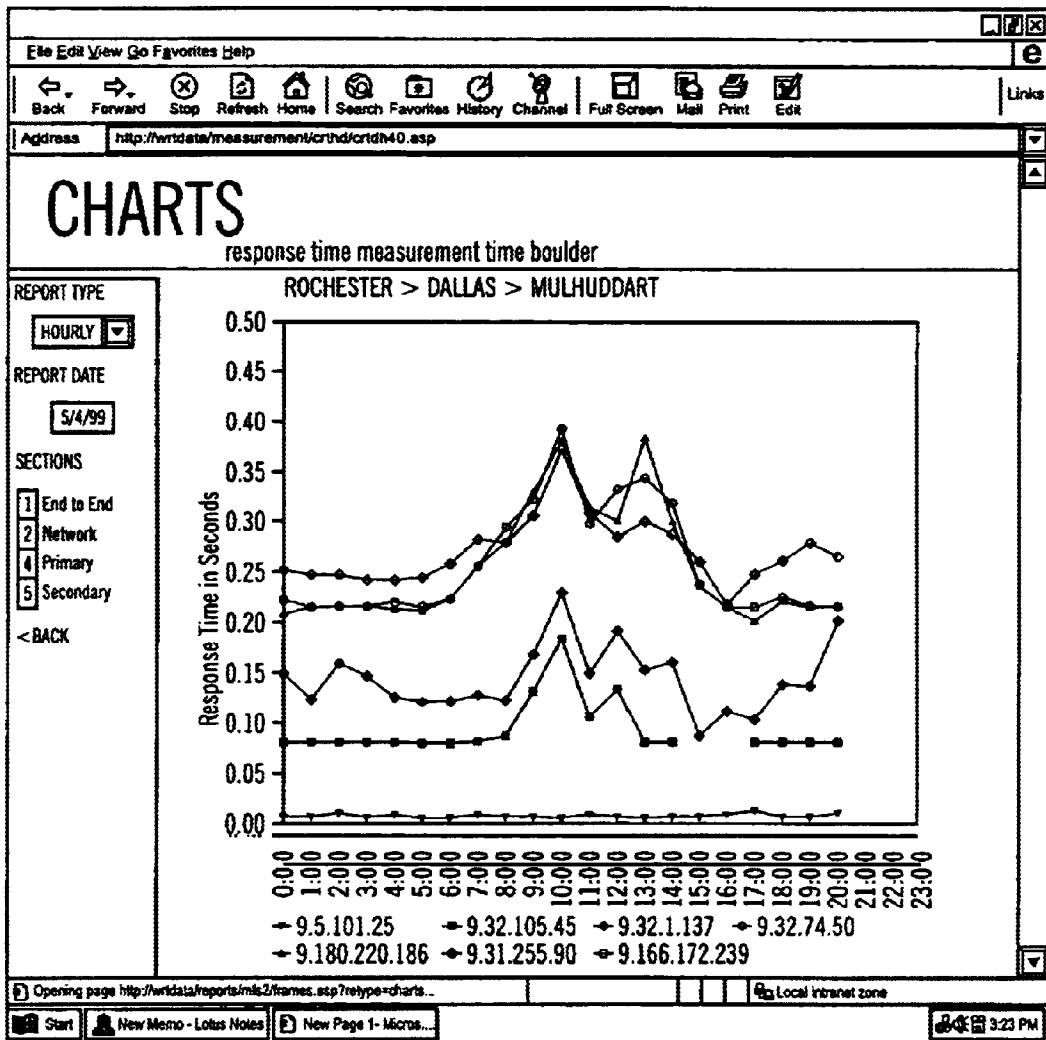 File Edit View Go Favorites Help
Back Forward Stop Refresh Home Search Favorites History Channel Full Screen Mail Print Edit Links
Address http://wrtdata/measurement/crthd/crtdh40.asp
CHARTS
response time measurement time boulder
REPORT TYPE
HOURLY
REPORT DATE
5/4/99
SECTIONS
1 End to End
2 Network
4 Primary
5 Secondary
<BACK
ROCHESTER > DALLAS > MULHUDDART
Response Time in Seconds
0.50
0.45
0.40
0.35
0.30
0.25
0.20
0.15
0.10
0.05
0.00
0:00 1:00 2:00 3:00 4:00 5:00 6:00 7:00 8:00 9:00 10:00 11:00 12:00 13:00 14:00 15:00 16:00 17:00 18:00 19:00 20:00 21:00 22:00 23:00
9.5.101.25 9.32.105.45 9.32.1.137 9.32.74.50
9.180.220.186 9.31.255.90 9.166.172.239
Opening page http://wrtdata/reports/mls2/frames.asp?retype=charts... Local intranet zone
Start New Memo - Lotus Notes New Page 1- Micros... 3:23 PM